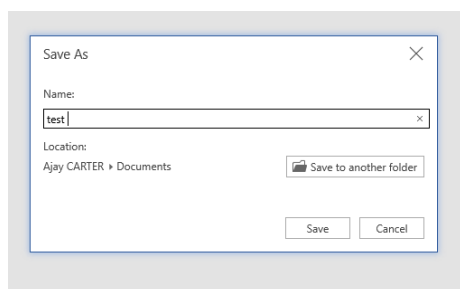 Save As
Name:
test
Location:
Ajay CARTER ▸ Documents
Save to another folder
Save Cancel